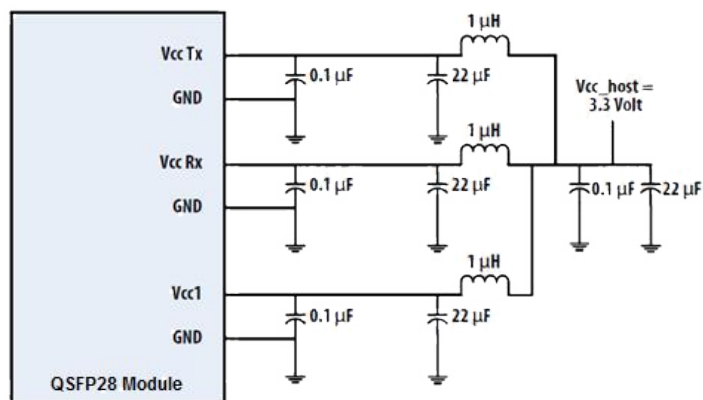 1 μH
Vcc Tx
0.1 μF
22 μF
GND
Vcc_host =
3.3 Volt
1 μH
Vcc Rx
0.1 μF
22 μF
0.1 μF
22 μF
GND
1 μH
Vcc1
0.1 μF
22 μF
GND
QSFP28 Module